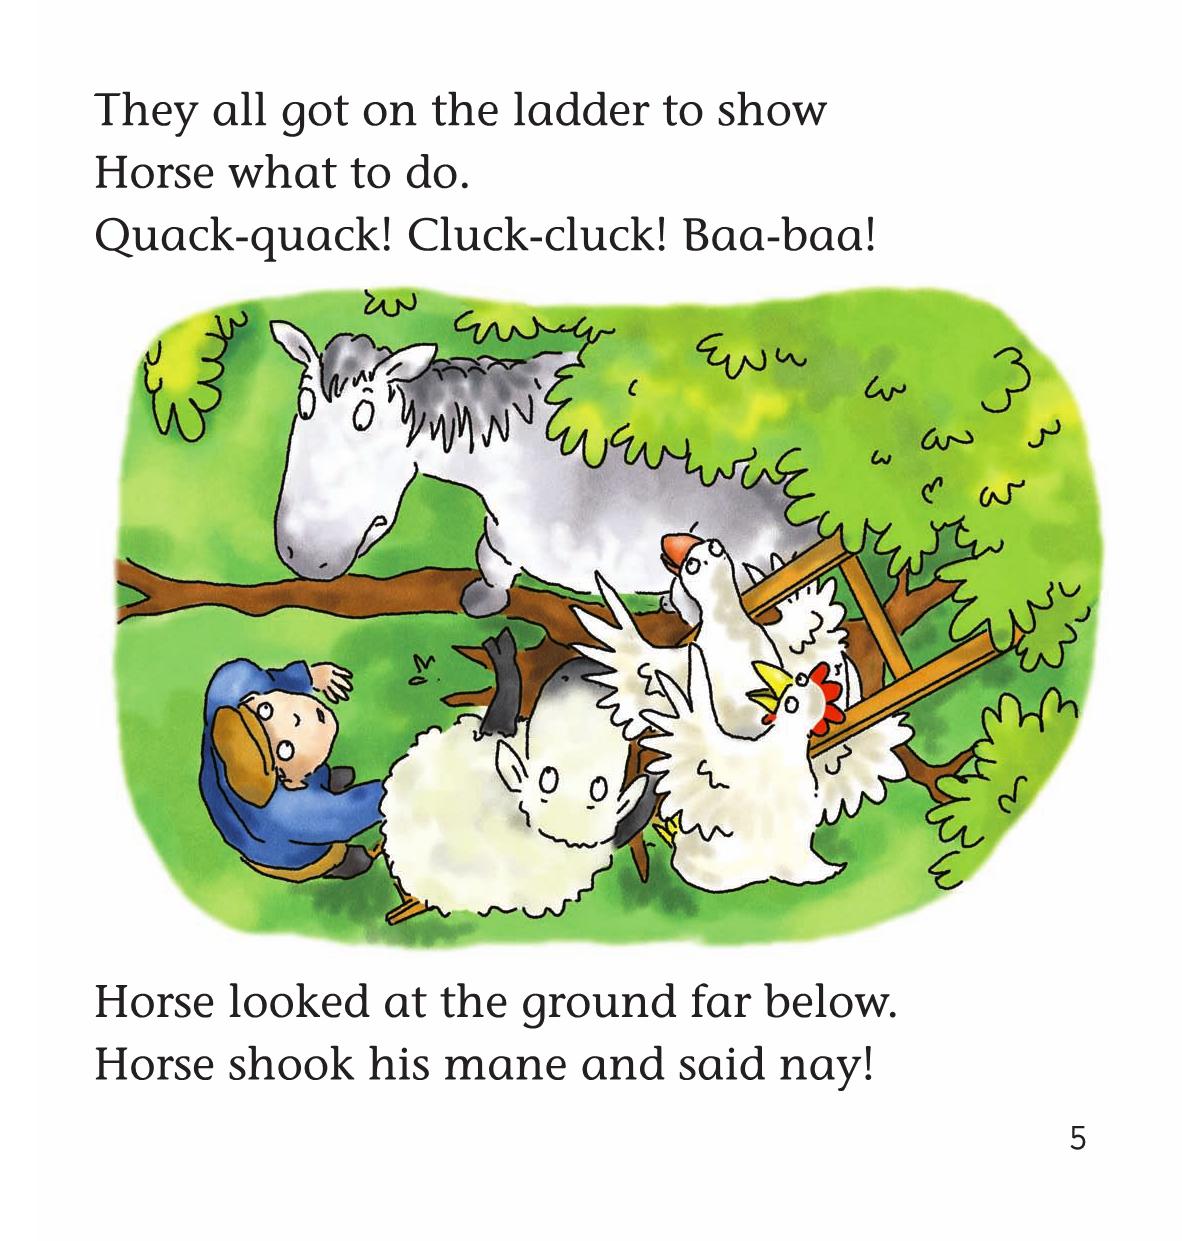 They all got on the ladder to show
Horse what to do.
Quack-quack! Cluck-cluck! Baa-baa!
Horse looked at the ground far below.
Horse shook his mane and said nay!
5